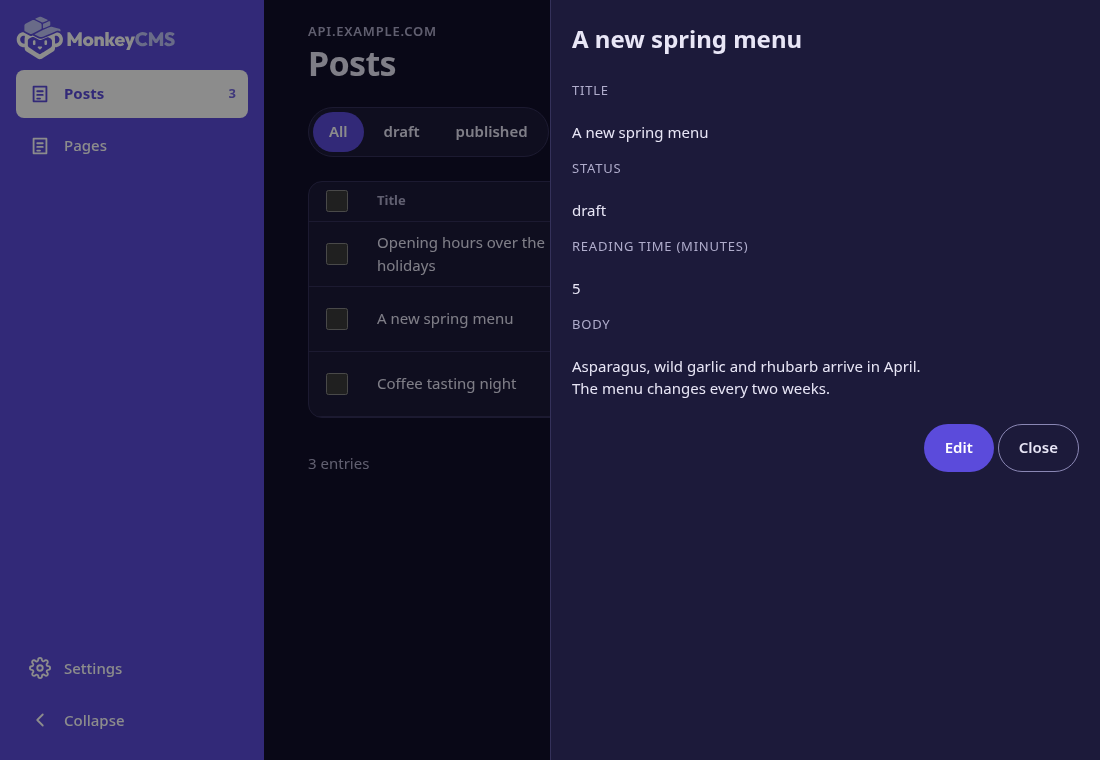 MonkeyCMS
Posts 3
Pages
Settings
Collapse
API.EXAMPLE.COM
Posts
All draft published
Title
Opening hours over the
holidays
A new spring menu
Coffee tasting night
3 entries
A new spring menu
TITLE
A new spring menu
STATUS
draft
READING TIME (MINUTES)
5
BODY
Asparagus, wild garlic and rhubarb arrive in April.
The menu changes every two weeks.
Edit Close